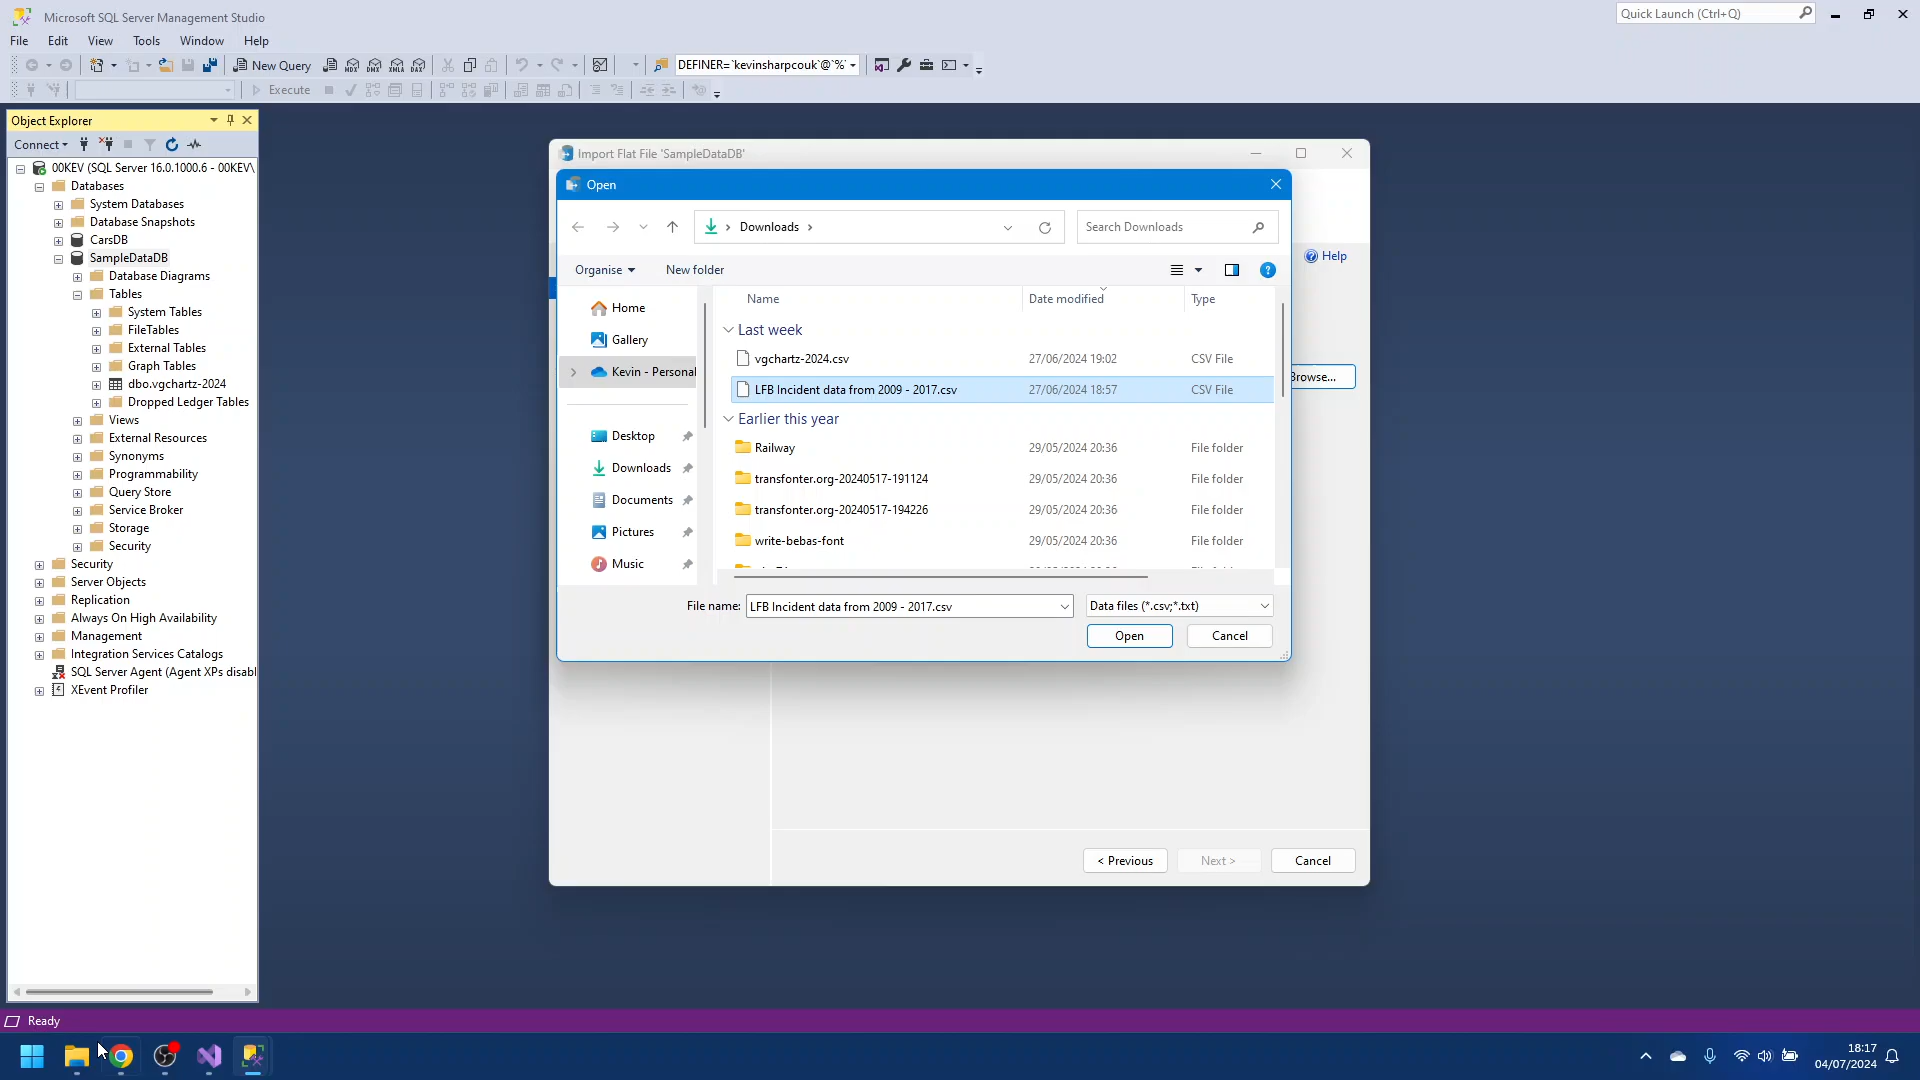 Microsoft SQL Server Management Studio
Quick Launch (Ctrl+Q)
File Edit View Tools Window Help
New Query MDX DMX XMLA DAX DEFINER=`kevinsharpcouk`@`%`
Execute
Object Explorer
Connect
00KEV (SQL Server 16.0.1000.6 - 00KEV\
Databases
System Databases
Database Snapshots
CarsDB
SampleDataDB
Database Diagrams
Tables
System Tables
FileTables
External Tables
Graph Tables
dbo.vgchartz-2024
Dropped Ledger Tables
Views
External Resources
Synonyms
Programmability
Query Store
Service Broker
Storage
Security
Security
Server Objects
Replication
Always On High Availability
Management
Integration Services Catalogs
SQL Server Agent (Agent XPs disabl
XEvent Profiler
Import Flat File 'SampleDataDB'
Help
Browse...
< Previous Next > Cancel
Open
Downloads
Search Downloads
Organise New folder
Home
Gallery
Kevin - Personal
Desktop
Downloads
Documents
Pictures
Music
Name Date modified Type
Last week
vgchartz-2024.csv 27/06/2024 19:02 CSV File
LFB Incident data from 2009 - 2017.csv 27/06/2024 18:57 CSV File
Earlier this year
Railway 29/05/2024 20:36 File folder
transfonter.org-20240517-191124 29/05/2024 20:36 File folder
transfonter.org-20240517-194226 29/05/2024 20:36 File folder
write-bebas-font 29/05/2024 20:36 File folder
File name: LFB Incident data from 2009 - 2017.csv Data files (*.csv;*.txt)
Open Cancel
Ready
18:17
04/07/2024